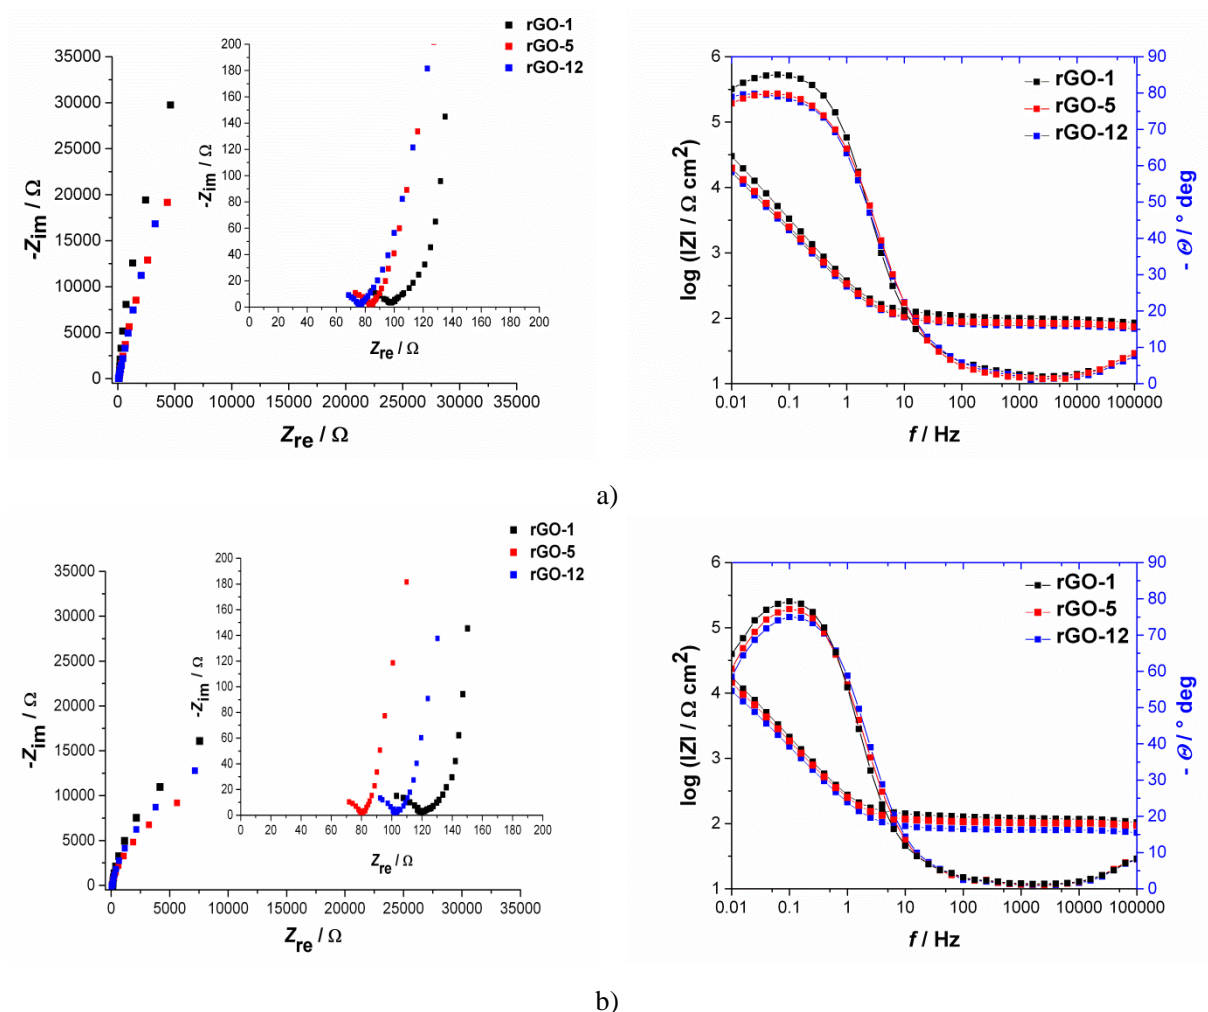 rGO-1
rGO-5
rGO-12
35000
30000
25000
20000
15000
10000
5000
0
-Zim / Ω
0 5000 10000 15000 20000 25000 30000 35000
Zre / Ω
200
180
160
140
120
100
80
60
40
20
0
-Zim / Ω
0 20 40 60 80 100 120 140 160 180 200
Zre / Ω
6
5
4
3
2
1
log (IZI / Ω cm2)
rGO-1
rGO-5
rGO-12
90
80
70
60
50
40
30
20
10
0
- Θ / ° deg
0.01 0.1 1 10 100 1000 10000 100000
f / Hz
a)
rGO-1
rGO-5
rGO-12
35000
30000
25000
20000
15000
10000
5000
0
-Zim / Ω
0 5000 10000 15000 20000 25000 30000 35000
Zre / Ω
200
180
160
140
120
100
80
60
40
20
0
-Zim / Ω
0 20 40 60 80 100 120 140 160 180 200
Zre / Ω
6
5
4
3
2
1
log (IZI / Ω cm2)
rGO-1
rGO-5
rGO-12
90
80
70
60
50
40
30
20
10
0
- Θ / ° deg
0.01 0.1 1 10 100 1000 10000 100000
f / Hz
b)